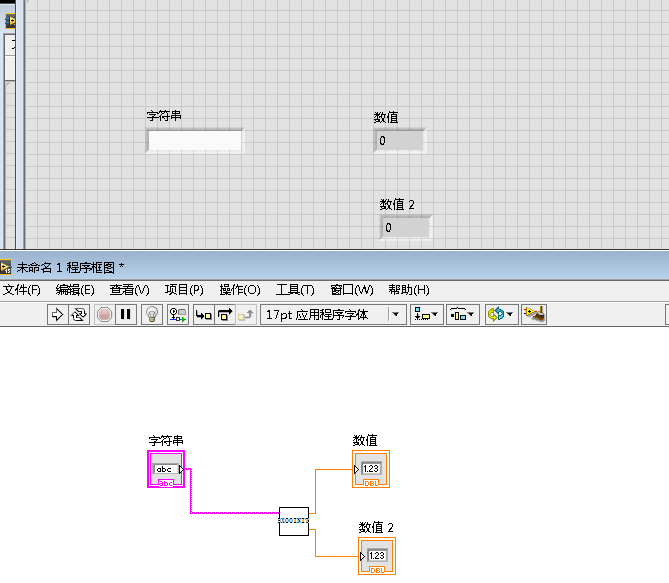 字符串
数值
0
数值 2
0
未命名 1 程序框图 *
文件(F) 编辑(E) 查看(V) 项目(P) 操作(O) 工具(T) 窗口(W) 帮助(H)
17pt 应用程序字体
字符串
数值
abc
abc
1.23
DBL
数值 2
1.23
DBL